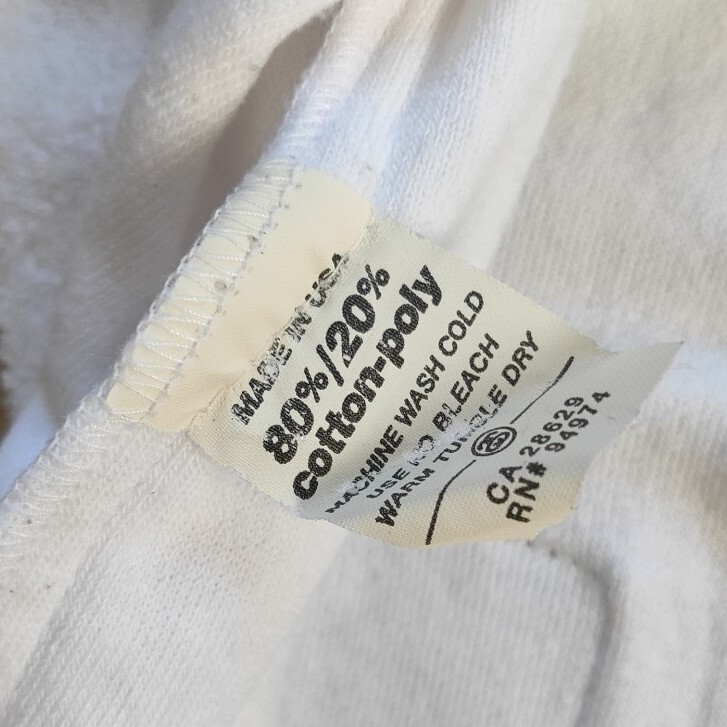 MADE IN USA
80%/20%
cotton-poly
MACHINE WASH COLD
USE NO BLEACH
WARM TUMBLE DRY
CA 28629
RN# 94974